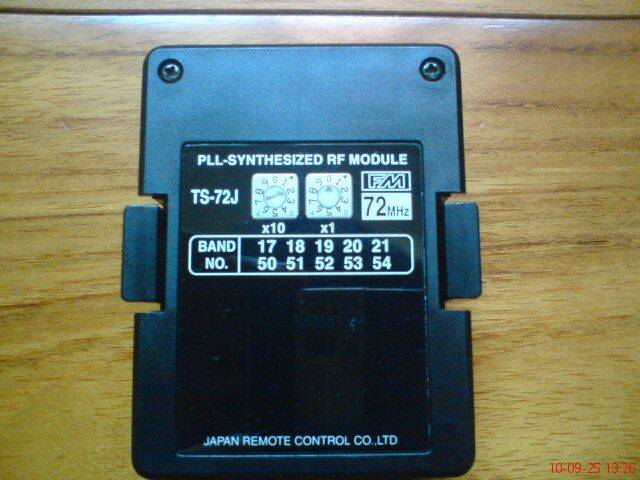 PLL-SYNTHESIZED RF MODULE
TS-72J
FM
72MHz
x10 x1
BAND NO.
17 18 19 20 21
50 51 52 53 54
JAPAN REMOTE CONTROL CO.,LTD
10-09-25 13:26